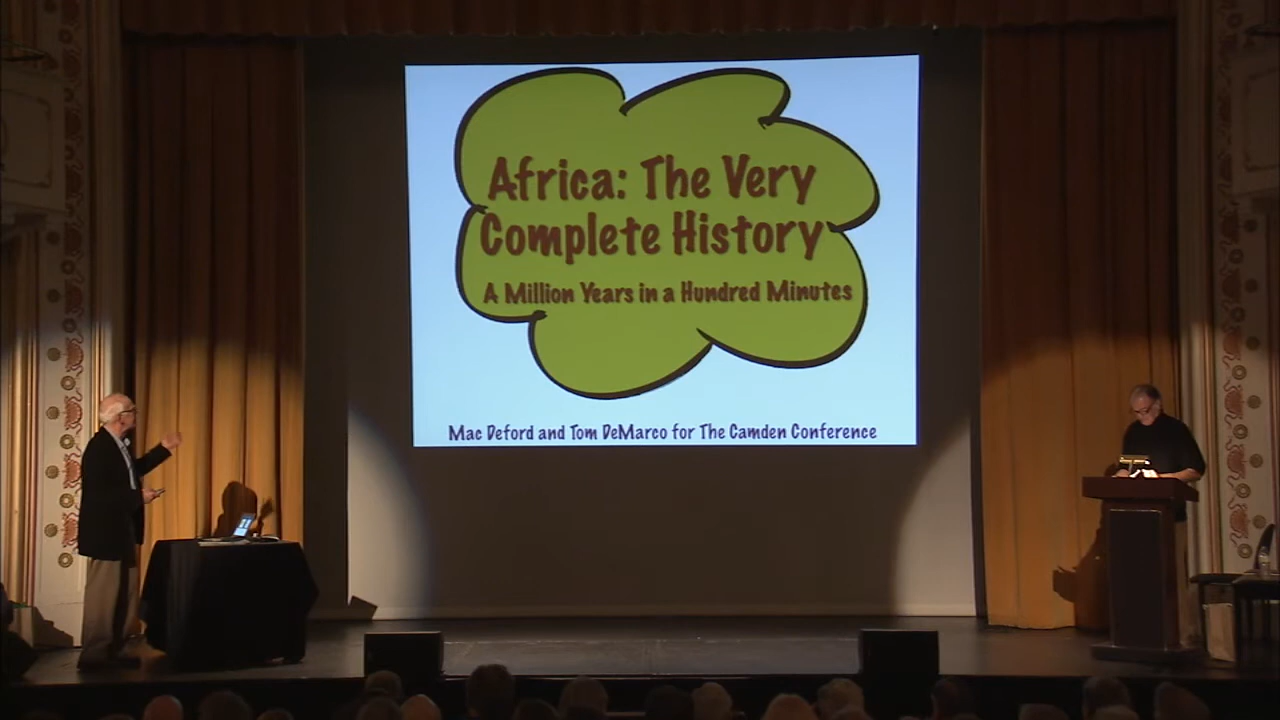 Africa: The Very
Complete History
A Million Years in a Hundred Minutes
Mac Deford and Tom DeMarco for The Camden Conference